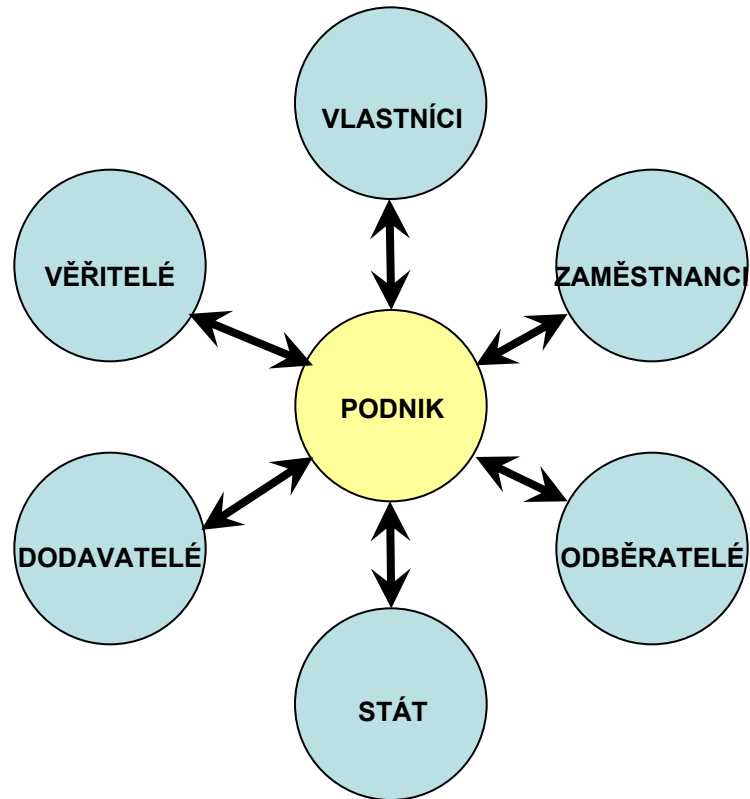 VLASTNÍCI
VĚŘITELÉ
ZAMĚSTNANCI
PODNIK
DODAVATELÉ
ODBĚRATELÉ
STÁT